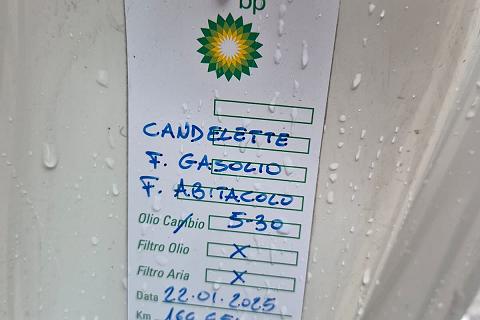 bp
CANDELETTE
F. GASOLIO
F. ABITACOLO
Olio Cambio 5-30
Filtro Olio X
Filtro Aria X
Data 22.01.2025
Km